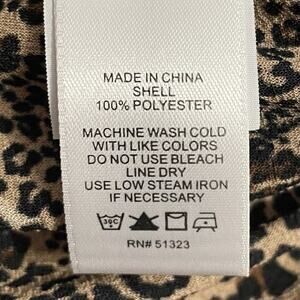 MADE IN CHINA
SHELL
100% POLYESTER
MACHINE WASH COLD
WITH LIKE COLORS
DO NOT USE BLEACH
LINE DRY
USE LOW STEAM IRON
IF NECESSARY
30C
RN# 51323